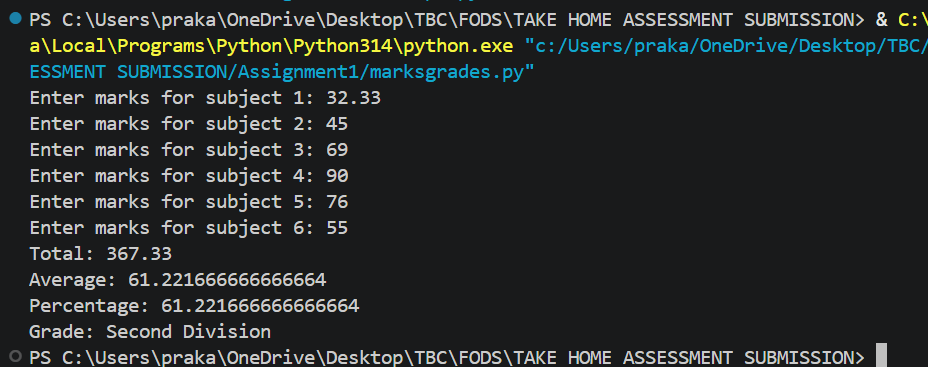 PS C:\Users\praka\OneDrive\Desktop\TBC\FODS\TAKE HOME ASSESSMENT SUBMISSION> & C:\
a\Local\Programs\Python\Python314\python.exe "c:/Users/praka/OneDrive/Desktop/TBC/
ESSMENT SUBMISSION/Assignment1/marksgrades.py"
Enter marks for subject 1: 32.33
Enter marks for subject 2: 45
Enter marks for subject 3: 69
Enter marks for subject 4: 90
Enter marks for subject 5: 76
Enter marks for subject 6: 55
Total: 367.33
Average: 61.221666666666664
Percentage: 61.221666666666664
Grade: Second Division
PS C:\Users\praka\OneDrive\Desktop\TBC\FODS\TAKE HOME ASSESSMENT SUBMISSION>